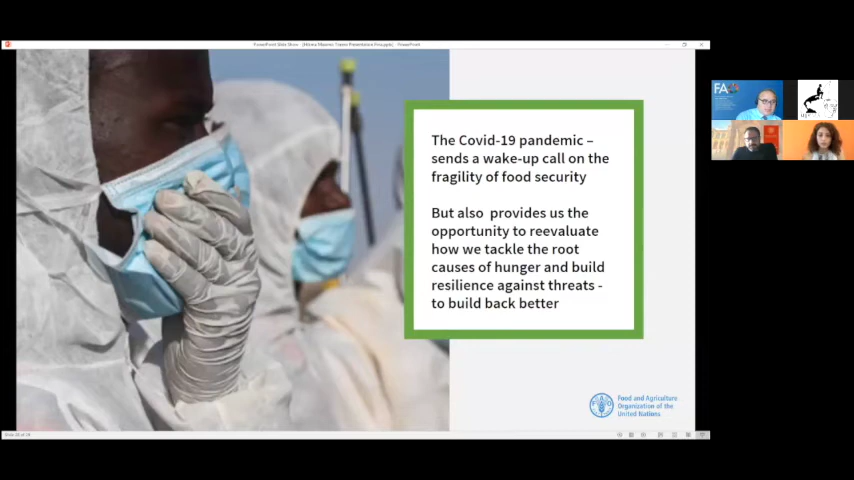 The Covid-19 pandemic –
sends a wake-up call on the
fragility of food security
But also provides us the
opportunity to reevaluate
how we tackle the root
causes of hunger and build
resilience against threats -
to build back better
Food and Agriculture
Organization of the
United Nations